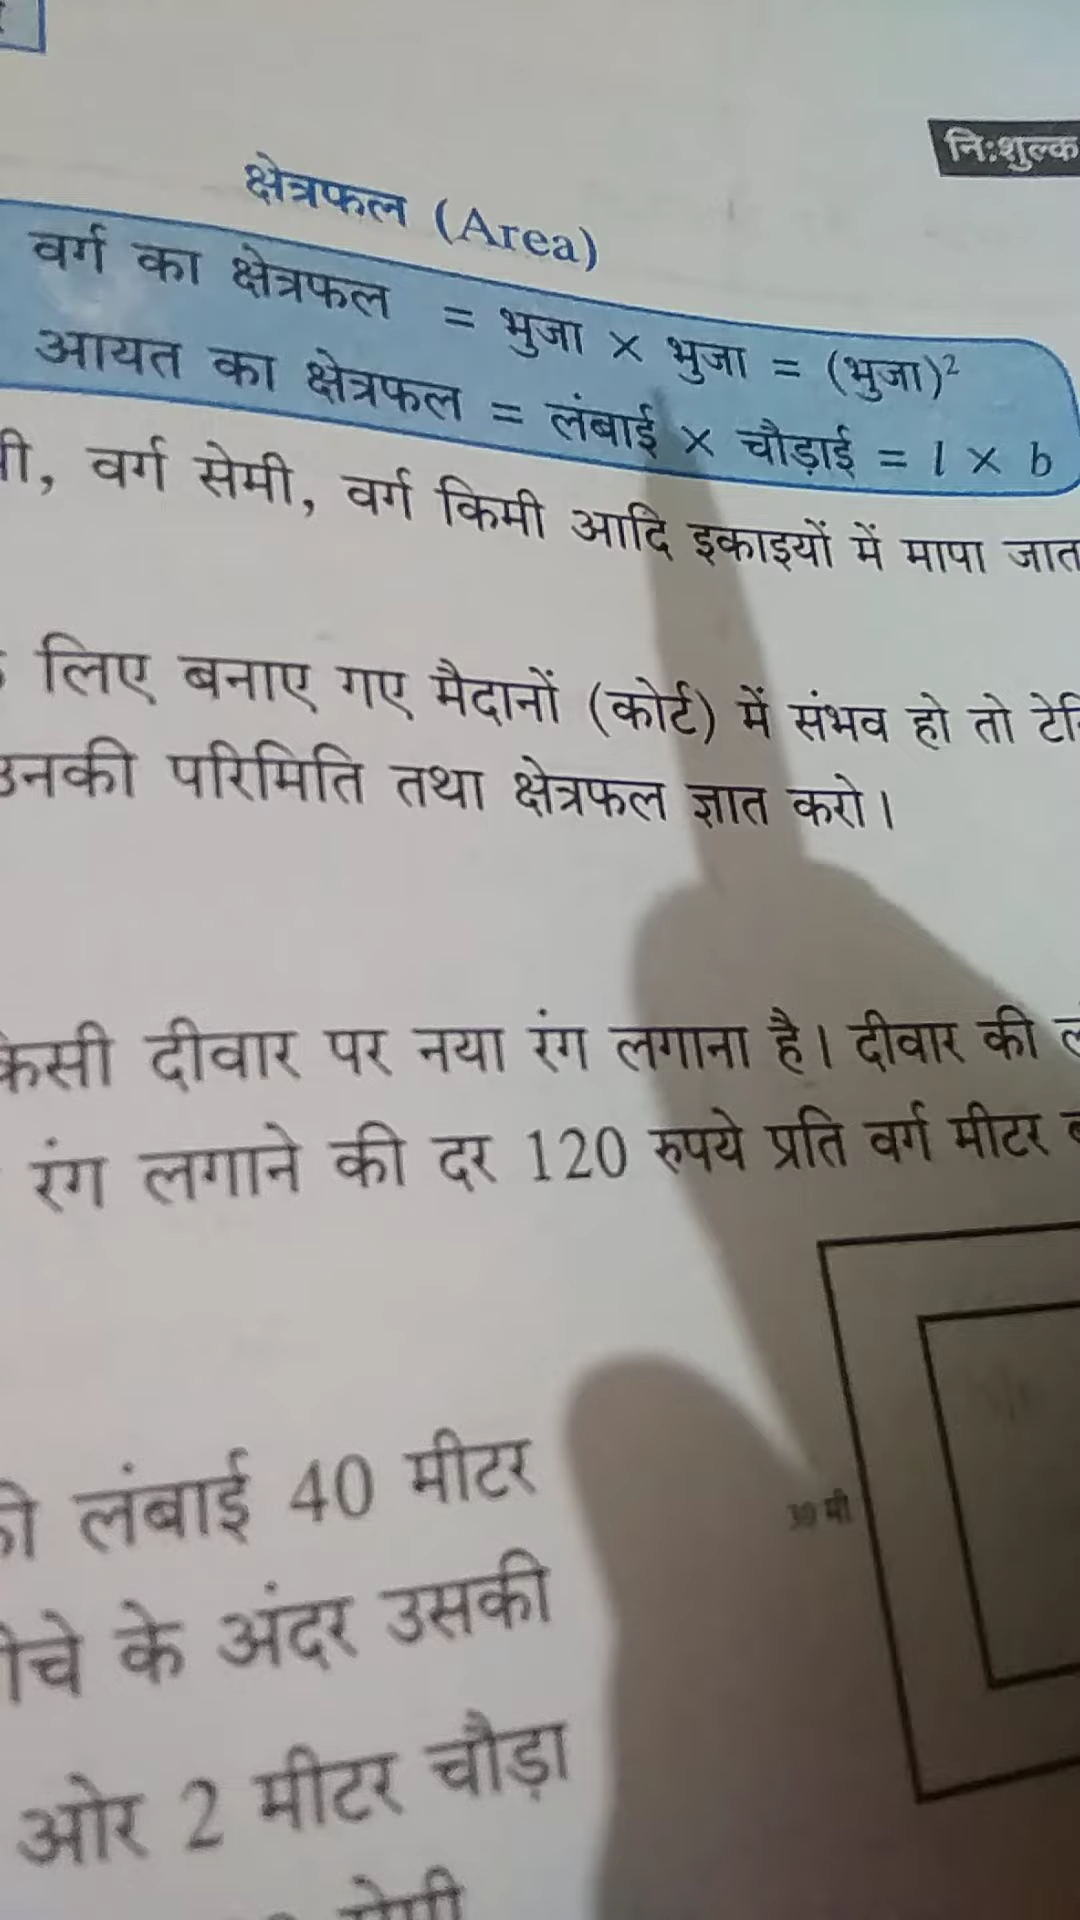 निःशुल्क
क्षेत्रफल (Area)
वर्ग का क्षेत्रफल = भुजा × भुजा = (भुजा)²
आयत का क्षेत्रफल = लंबाई × चौड़ाई = l × b
वर्ग सेमी, वर्ग किमी आदि इकाइयों में मापा
लिए बनाए गए मैदानों (कोर्ट) में संभव हो तो
उनकी परिमिति तथा क्षेत्रफल ज्ञात करो।
दीवार पर नया रंग लगाना है। दीवार की
रंग लगाने की दर 120 रुपये प्रति वर्ग मीटर
लंबाई 40 मीटर
के अंदर उसकी
ओर 2 मीटर चौड़ा